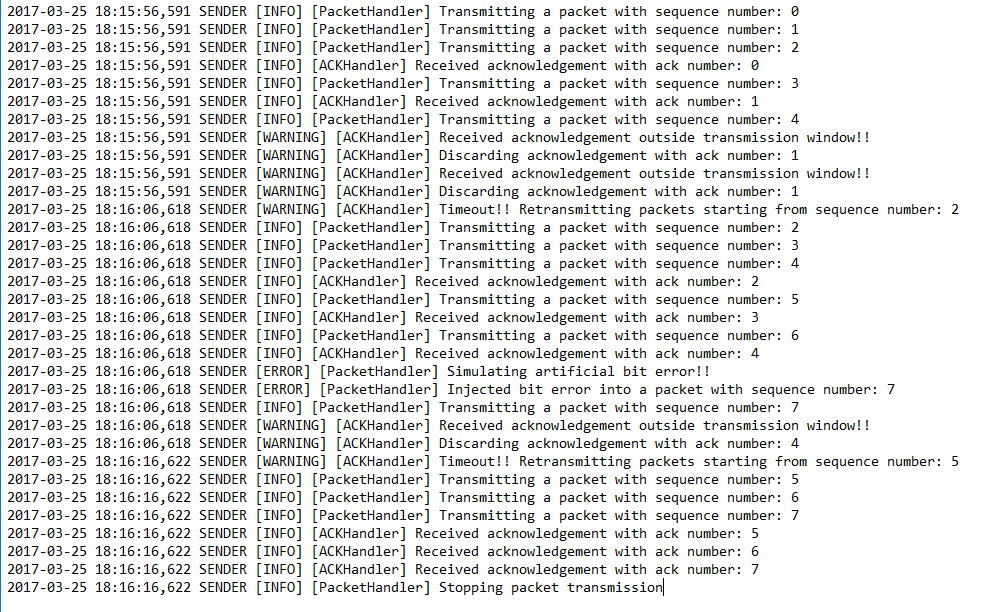 2017-03-25 18:15:56,591 SENDER [INFO] [PacketHandler] Transmitting a packet with sequence number: 0
2017-03-25 18:15:56,591 SENDER [INFO] [PacketHandler] Transmitting a packet with sequence number: 1
2017-03-25 18:15:56,591 SENDER [INFO] [PacketHandler] Transmitting a packet with sequence number: 2
2017-03-25 18:15:56,591 SENDER [INFO] [ACKHandler] Received acknowledgement with ack number: 0
2017-03-25 18:15:56,591 SENDER [INFO] [PacketHandler] Transmitting a packet with sequence number: 3
2017-03-25 18:15:56,591 SENDER [INFO] [ACKHandler] Received acknowledgement with ack number: 1
2017-03-25 18:15:56,591 SENDER [INFO] [PacketHandler] Transmitting a packet with sequence number: 4
2017-03-25 18:15:56,591 SENDER [WARNING] [ACKHandler] Received acknowledgement outside transmission window!!
2017-03-25 18:15:56,591 SENDER [WARNING] [ACKHandler] Discarding acknowledgement with ack number: 1
2017-03-25 18:15:56,591 SENDER [WARNING] [ACKHandler] Received acknowledgement outside transmission window!!
2017-03-25 18:15:56,591 SENDER [WARNING] [ACKHandler] Discarding acknowledgement with ack number: 1
2017-03-25 18:16:06,618 SENDER [WARNING] [ACKHandler] Timeout!! Retransmitting packets starting from sequence number: 2
2017-03-25 18:16:06,618 SENDER [INFO] [PacketHandler] Transmitting a packet with sequence number: 2
2017-03-25 18:16:06,618 SENDER [INFO] [PacketHandler] Transmitting a packet with sequence number: 3
2017-03-25 18:16:06,618 SENDER [INFO] [PacketHandler] Transmitting a packet with sequence number: 4
2017-03-25 18:16:06,618 SENDER [INFO] [ACKHandler] Received acknowledgement with ack number: 2
2017-03-25 18:16:06,618 SENDER [INFO] [PacketHandler] Transmitting a packet with sequence number: 5
2017-03-25 18:16:06,618 SENDER [INFO] [ACKHandler] Received acknowledgement with ack number: 3
2017-03-25 18:16:06,618 SENDER [INFO] [PacketHandler] Transmitting a packet with sequence number: 6
2017-03-25 18:16:06,618 SENDER [INFO] [ACKHandler] Received acknowledgement with ack number: 4
2017-03-25 18:16:06,618 SENDER [ERROR] [PacketHandler] Simulating artificial bit error!!
2017-03-25 18:16:06,618 SENDER [ERROR] [PacketHandler] Injected bit error into a packet with sequence number: 7
2017-03-25 18:16:06,618 SENDER [INFO] [PacketHandler] Transmitting a packet with sequence number: 7
2017-03-25 18:16:06,618 SENDER [WARNING] [ACKHandler] Received acknowledgement outside transmission window!!
2017-03-25 18:16:06,618 SENDER [WARNING] [ACKHandler] Discarding acknowledgement with ack number: 4
2017-03-25 18:16:16,622 SENDER [WARNING] [ACKHandler] Timeout!! Retransmitting packets starting from sequence number: 5
2017-03-25 18:16:16,622 SENDER [INFO] [PacketHandler] Transmitting a packet with sequence number: 5
2017-03-25 18:16:16,622 SENDER [INFO] [PacketHandler] Transmitting a packet with sequence number: 6
2017-03-25 18:16:16,622 SENDER [INFO] [PacketHandler] Transmitting a packet with sequence number: 7
2017-03-25 18:16:16,622 SENDER [INFO] [ACKHandler] Received acknowledgement with ack number: 5
2017-03-25 18:16:16,622 SENDER [INFO] [ACKHandler] Received acknowledgement with ack number: 6
2017-03-25 18:16:16,622 SENDER [INFO] [ACKHandler] Received acknowledgement with ack number: 7
2017-03-25 18:16:16,622 SENDER [INFO] [PacketHandler] Stopping packet transmission